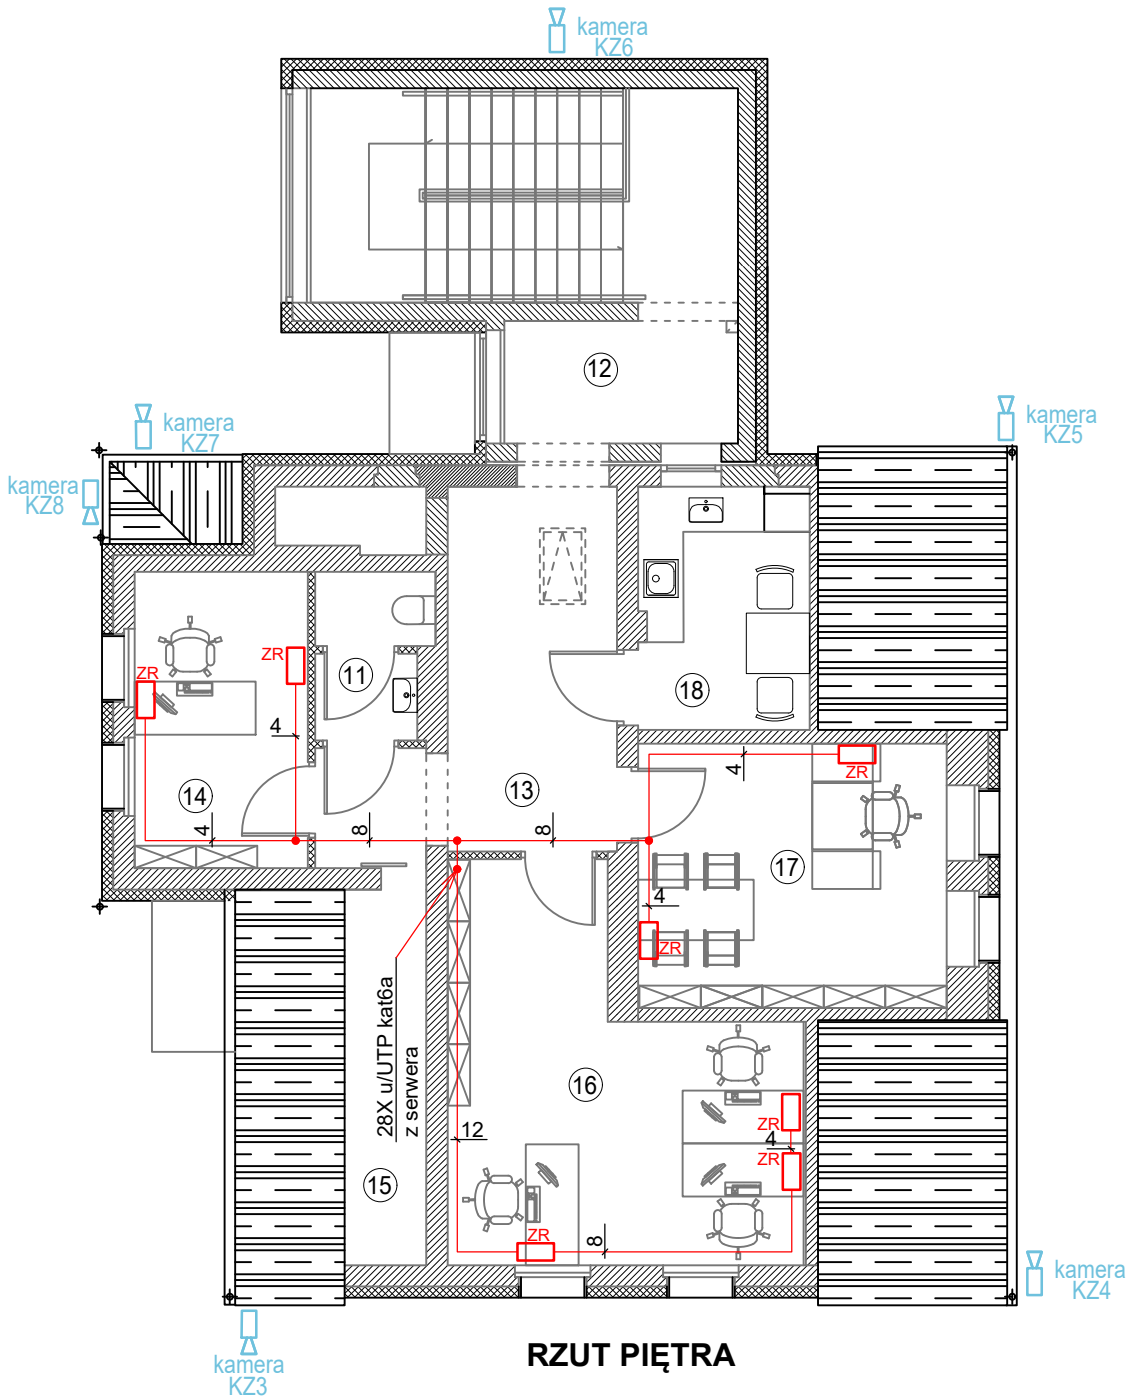 kamera
KZ6
12
kamera
KZ7
kamera
KZ5
kamera
KZ8
ZR
11
ZR
18
4
14
13
4
ZR
4
8
8
17
4
ZR
28X u/UTP kat6a
z serwera
16
ZR
12
4
ZR
15
ZR
8
kamera
KZ4
RZUT PIĘTRA
kamera
KZ3